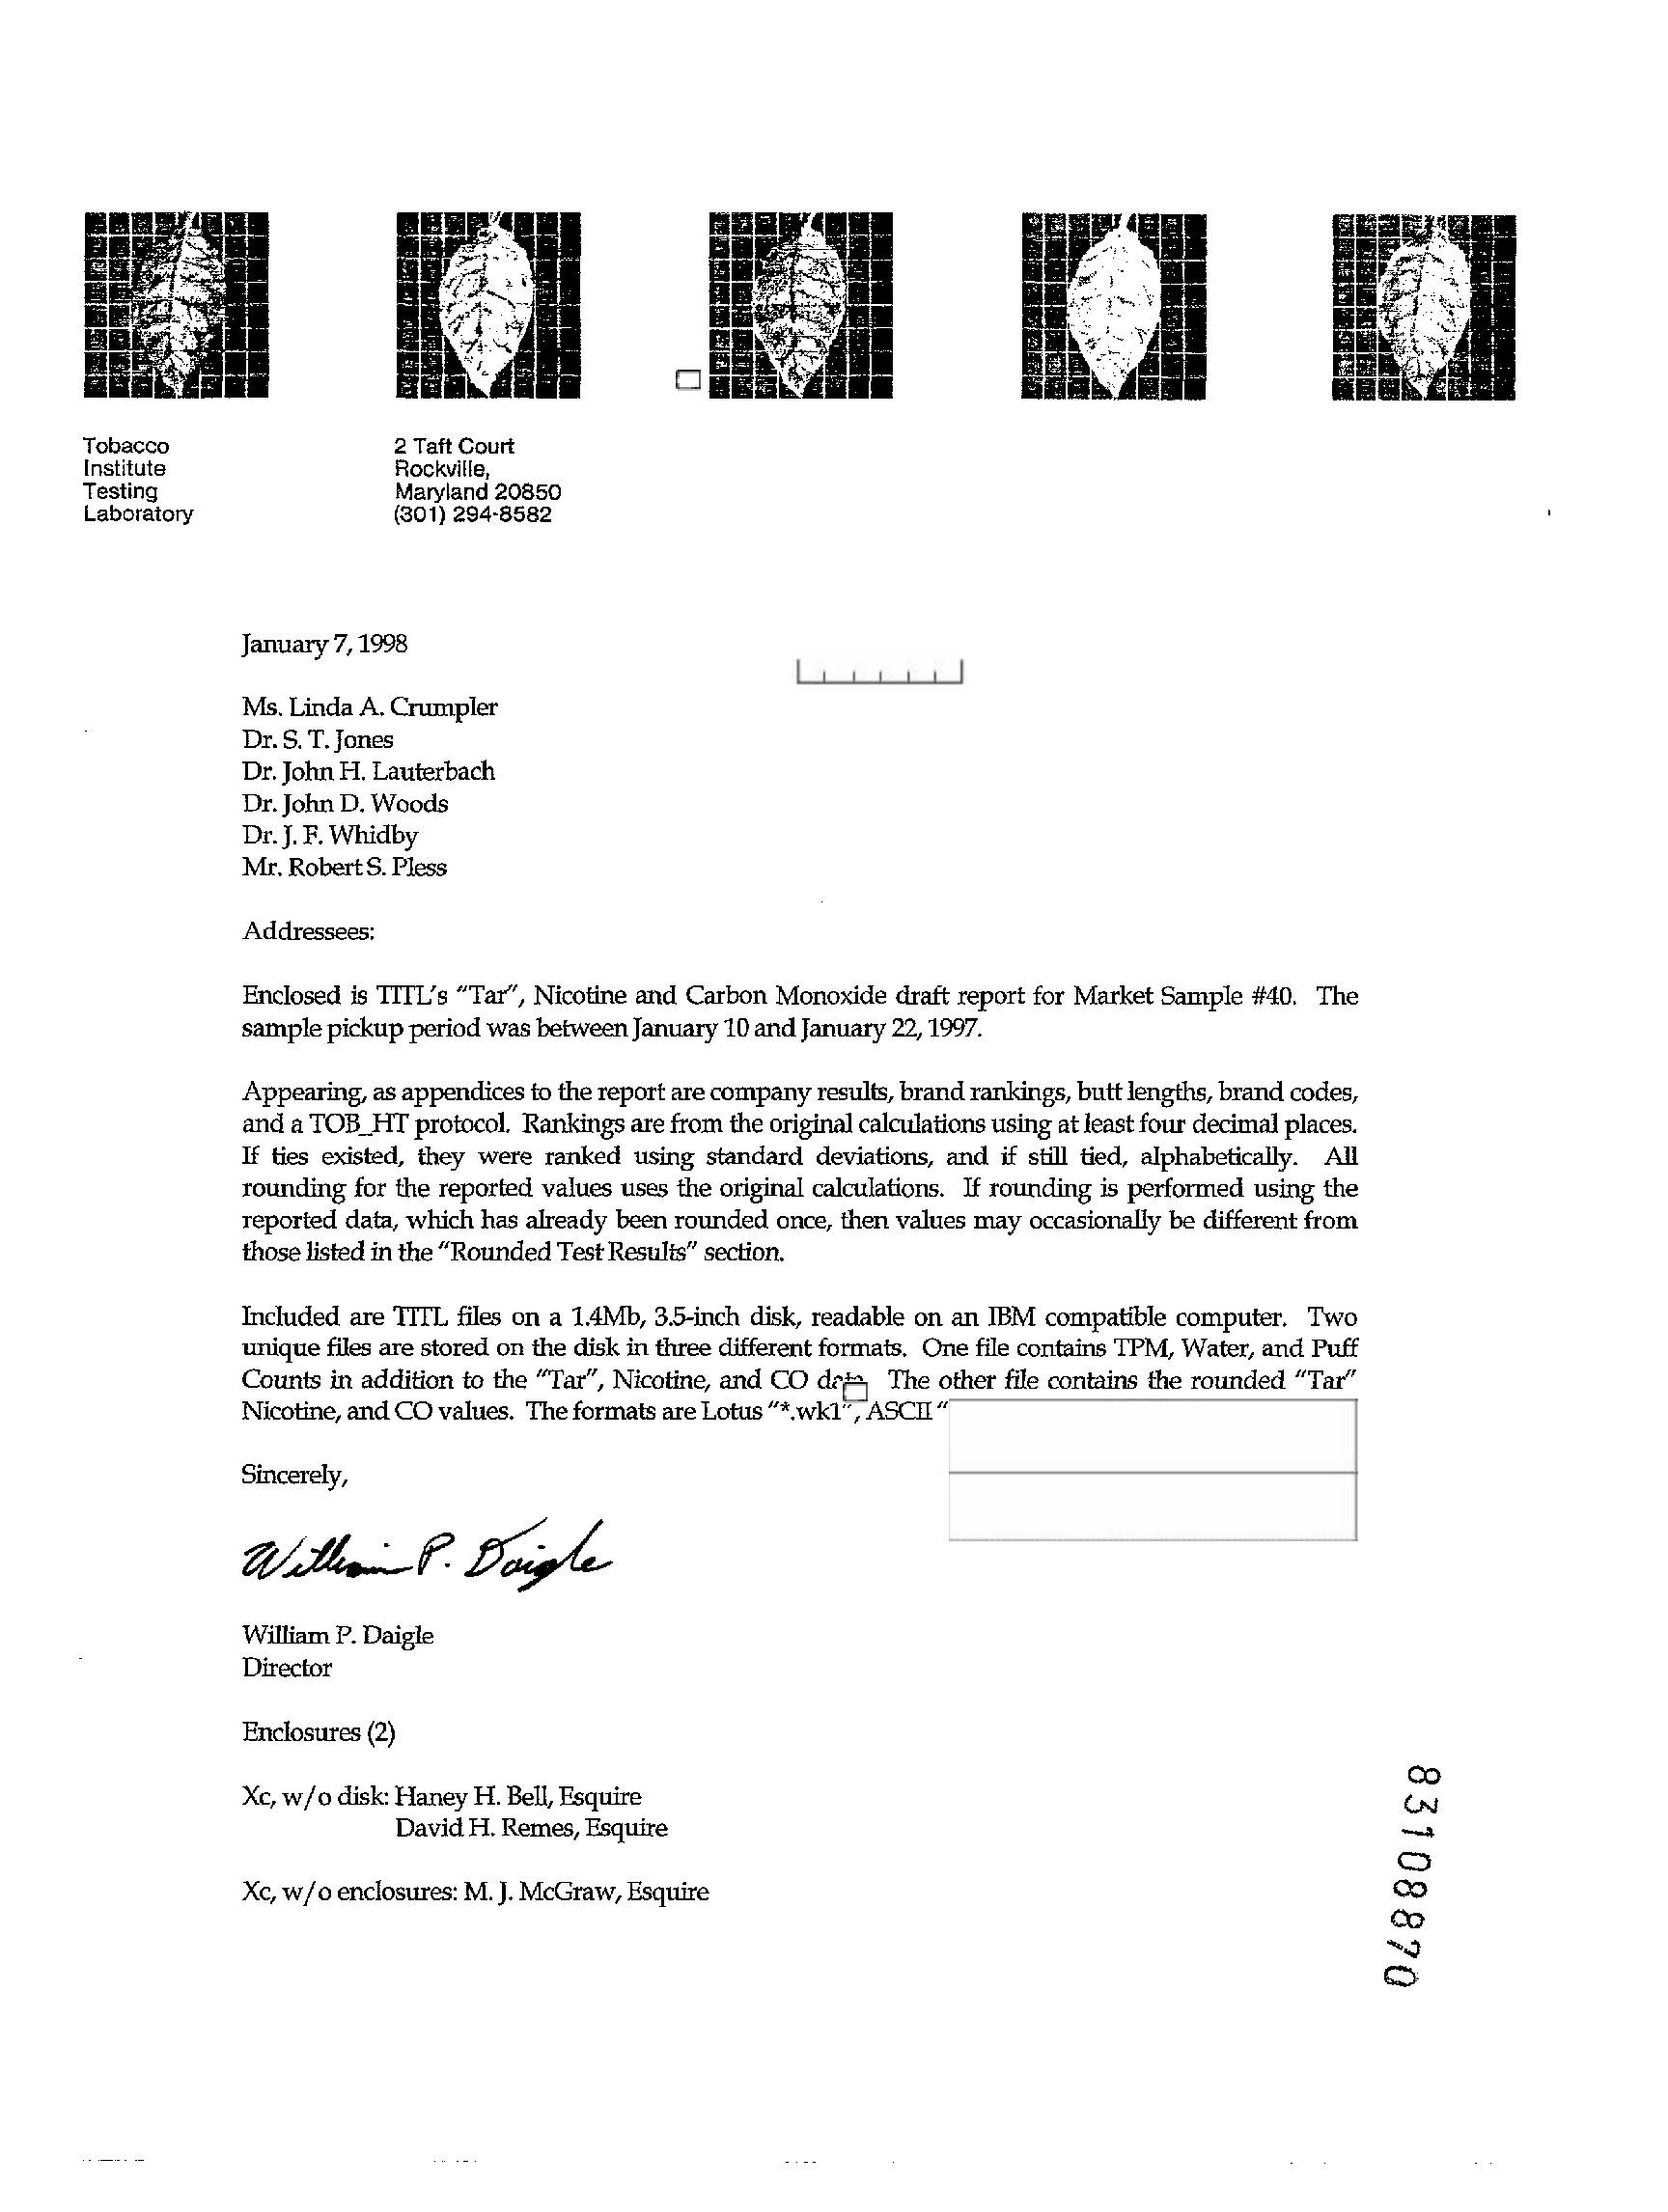 Tobacco
Institute
Testing
Laboratory
2 Taft Court
Rockville,
Maryland 20850
(301) 294-8582
January 7, 1998
Ms. Linda A. Crumpler
Dr. S. T. Jones
Dr. John H. Lauterbach
Dr. John D. Woods
Dr. J. F. Whidby
Mr. Robert S. Pless
Addressees:
Enclosed is TITL's "Tar", Nicotine and Carbon Monoxide draft report for Market Sample #40. The
sample pickup period was between January 10 and January 22, 1997.
Appearing, as appendices to the report are company results, brand rankings, butt lengths, brand codes,
and a TOB_HT protocol. Rankings are from the original calculations using at least four decimal places.
If ties existed, they were ranked using standard deviations, and if still tied, alphabetically. All
rounding for the reported values uses the original calculations. If rounding is performed using the
reported data, which has already been rounded once, then values may occasionally be different from
those listed in the "Rounded Test Results" section.
Included are TITL files on a 1.4Mb, 3.5-inch disk, readable on an IBM compatible computer. Two
unique files are stored on the disk in three different formats. One file contains TPM, Water, and Puff
Counts in addition to the "Tar", Nicotine, and CO The other file contains the rounded "Tar"
Nicotine, and CO values. The formats are Lotus "*.wk1", ASCII "
Sincerely,
William P. Daigle
William P. Daigle
Director
Enclosures (2)
Xc, w/o disk: Haney H. Bell, Esquire
David H. Remes, Esquire
Xc, w/o enclosures: M. J. McGraw, Esquire
83108870